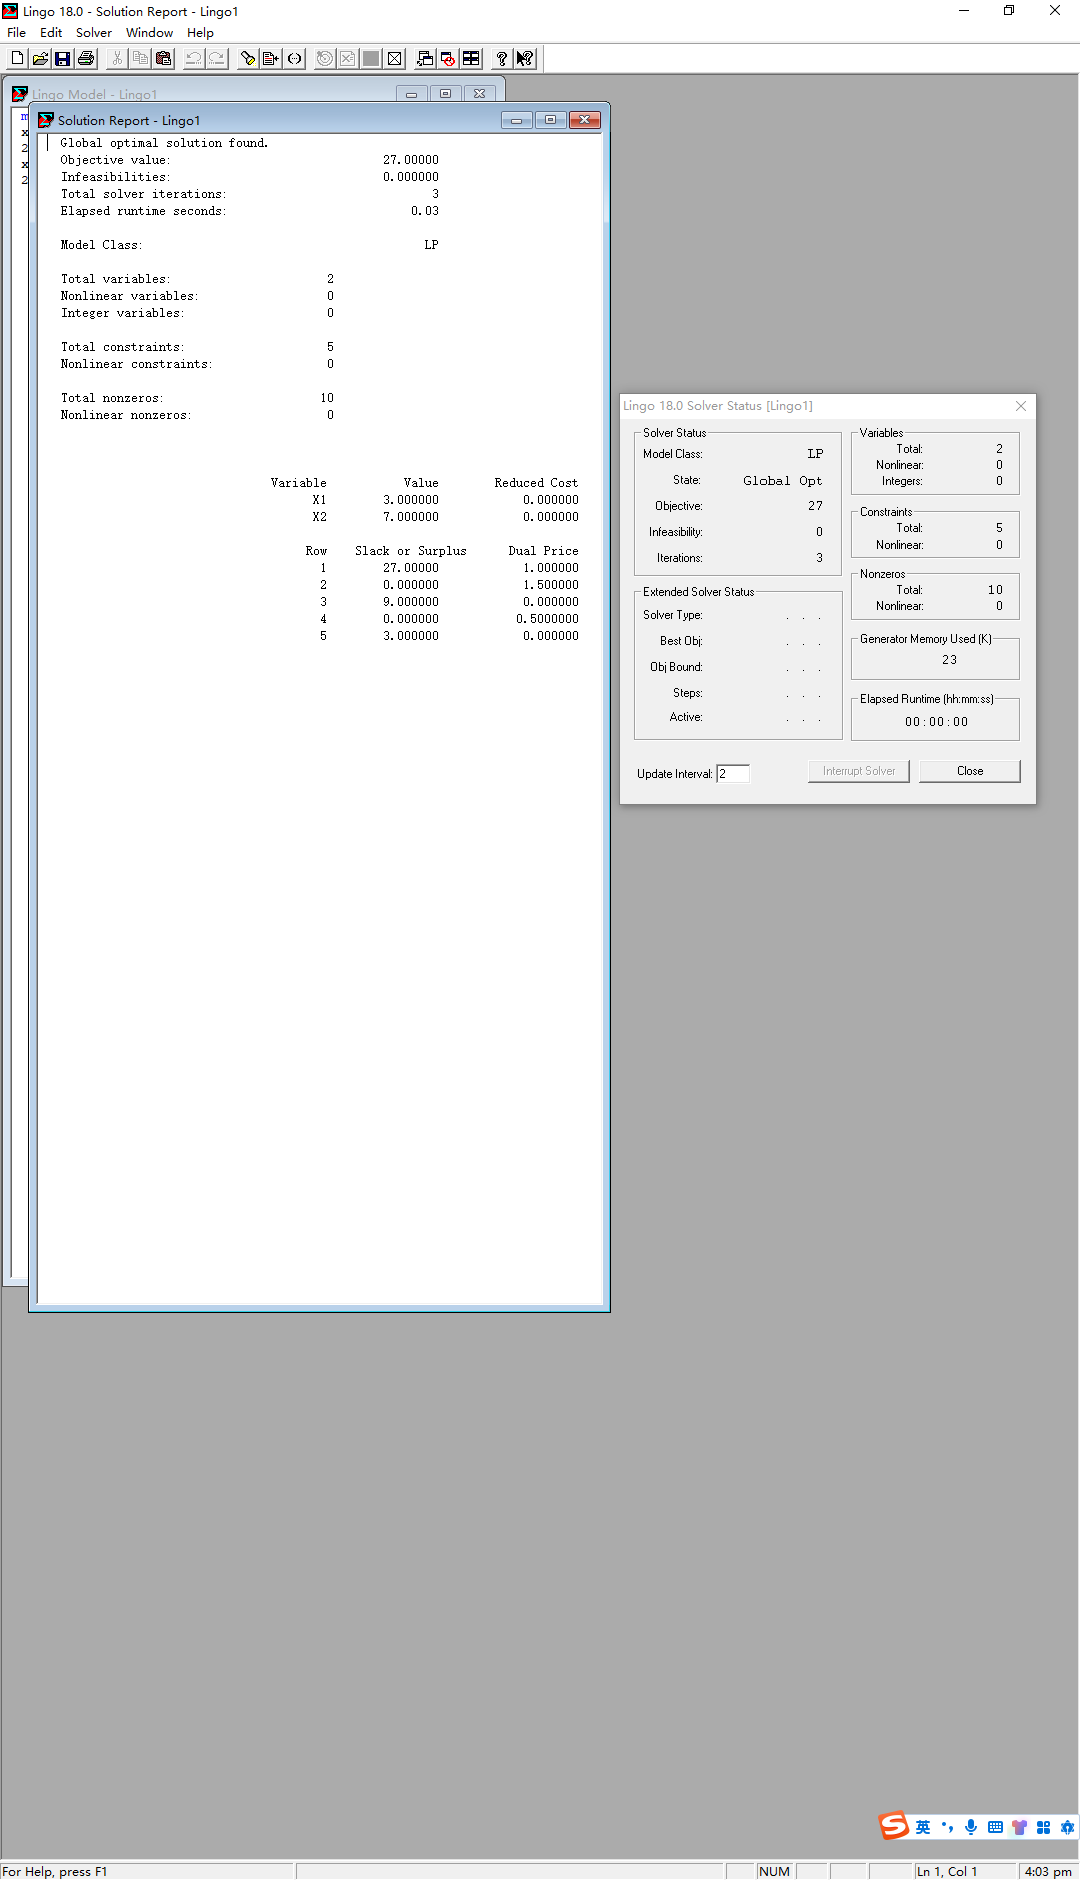 Lingo 18.0 - Solution Report - Lingo1
File Edit Solver Window Help
Lingo Model - Lingo1
m
x
2
x
2
Solution Report - Lingo1
Global optimal solution found.
Objective value: 27.00000
Infeasibilities: 0.000000
Total solver iterations: 3
Elapsed runtime seconds: 0.03
Model Class: LP
Total variables: 2
Nonlinear variables: 0
Integer variables: 0
Total constraints: 5
Nonlinear constraints: 0
Total nonzeros: 10
Nonlinear nonzeros: 0
Variable Value Reduced Cost
X1 3.000000 0.000000
X2 7.000000 0.000000
Row Slack or Surplus Dual Price
1 27.00000 1.000000
2 0.000000 1.500000
3 9.000000 0.000000
4 0.000000 0.5000000
5 3.000000 0.000000
Lingo 18.0 Solver Status [Lingo1]
Solver Status
Model Class: LP
State: Global Opt
Objective: 27
Infeasibility: 0
Iterations: 3
Extended Solver Status
Solver Type: . . .
Best Obj: . . .
Obj Bound: . . .
Steps: . . .
Active: . . .
Variables
Total: 2
Nonlinear: 0
Integers: 0
Constraints
Total: 5
Nonlinear: 0
Nonzeros
Total: 10
Nonlinear: 0
Generator Memory Used (K)
23
Elapsed Runtime (hh:mm:ss)
00:00:00
Update Interval: 2
Interrupt Solver
Close
英
For Help, press F1
NUM
Ln 1, Col 1
4:03 pm